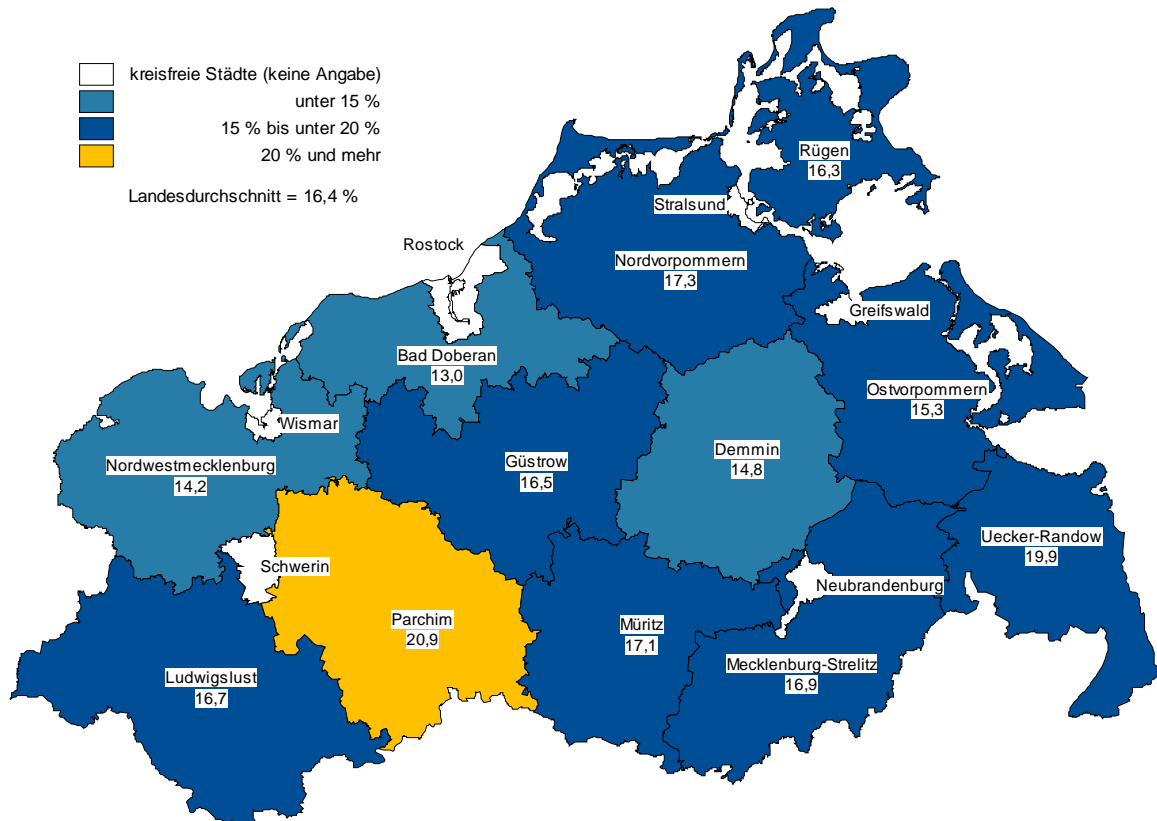 kreisfreie Städte (keine Angabe)
unter 15 %
15 % bis unter 20 %
20 % und mehr
Landesdurchschnitt = 16,4 %
Rügen
16,3
Stralsund
Rostock
Nordvorpommern
17,3
Greifswald
Bad Doberan
13,0
Ostvorpommern
15,3
Wismar
Nordwestmecklenburg
14,2
Güstrow
16,5
Demmin
14,8
Uecker-Randow
19,9
Schwerin
Neubrandenburg
Parchim
20,9
Müritz
17,1
Mecklenburg-Strelitz
16,9
Ludwigslust
16,7